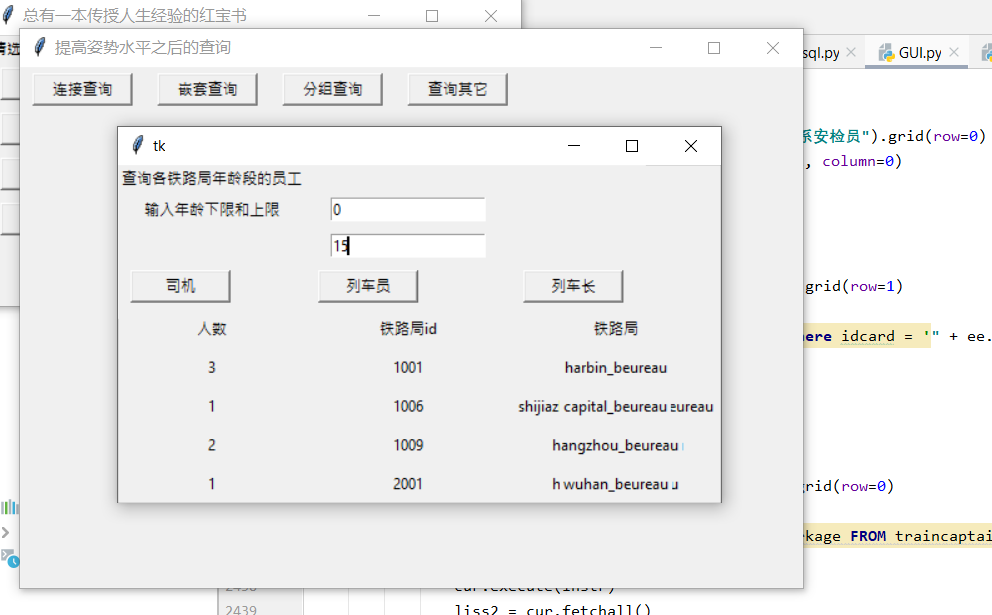 总有一本传授人生经验的红宝书
提高姿势水平之后的查询
sql.py GUI.py
连接查询 嵌套查询 分组查询 查询其它
tk
系安检员").grid(row=0)
, column=0)
查询各铁路局年龄段的员工
输入年龄下限和上限 0
15
司机 列车员 列车长
.grid(row=1)
人数 铁路局id 铁路局
ere idcard = '" + ee.
3 1001 harbin_beureau
1 1006 shijiaz capital_beureau eureau
2 1009 hangzhou_beureau
1 2001 h wuhan_beureau u
rid(row=0)
kage FROM traincaptai
cur.execute(instr)
2439 liss2 = cur.fetchall()